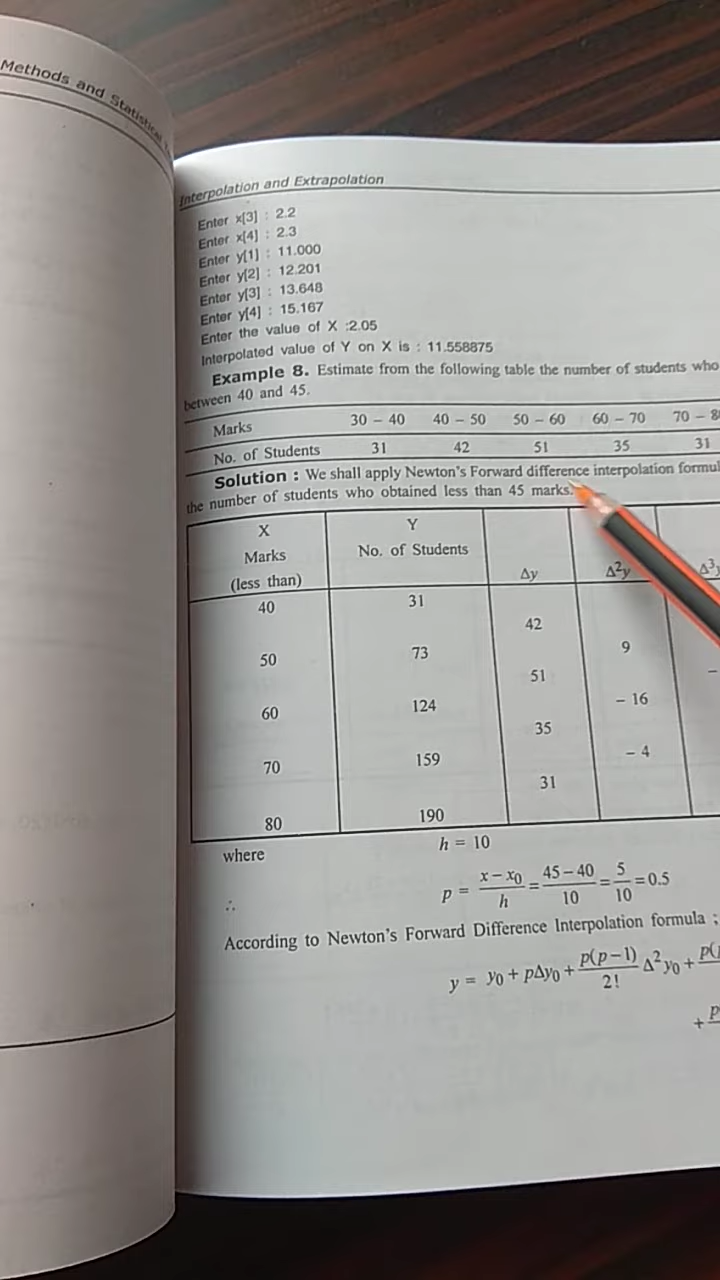 Methods and Statistical
Interpolation and Extrapolation
Enter x[3] : 2.2
Enter x[4] : 2.3
Enter y[1] : 11.000
Enter y[2] : 12.201
Enter y[3] : 13.648
Enter y[4] : 15.167
Enter the value of X :2.05
Interpolated value of Y on X is : 11.558875
Example 8. Estimate from the following table the number of students who
between 40 and 45.
Marks 30 – 40 40 – 50 50 – 60 60 – 70 70 –
No. of Students 31 42 51 35 31
Solution : We shall apply Newton's Forward difference interpolation
the number of students who obtained less than 45 marks.
X Y
Marks No. of Students
(less than) Δy Δ²y Δ³y
40 31
42
50 73 9
51
60 124 – 16
35
70 159 – 4
31
80 190
where h = 10
∴ p = (x – x₀)/h = (45 – 40)/10 = 5/10 = 0.5
According to Newton's Forward Difference Interpolation formula ;
y = y₀ + pΔy₀ + p(p – 1)/2! Δ²y₀ +
+